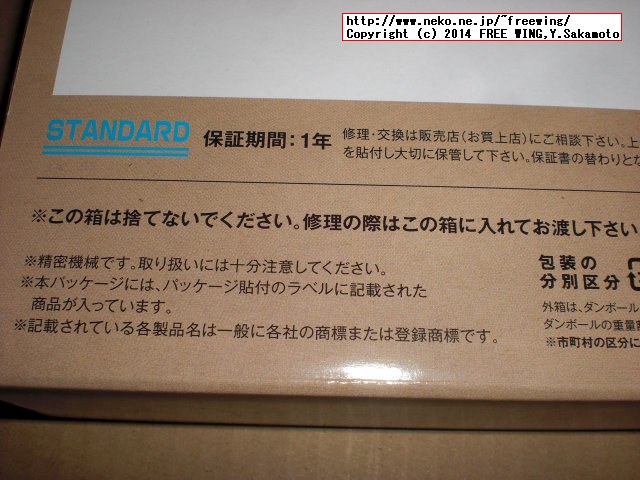 http://www.neko.ne.jp/~freewing/
Copyright (c) 2014 FREE WING,Y.Sakamoto
STANDARD 保証期間:1年
修理・交換は販売店(お買上店)にご相談下さい。上
を貼付し大切に保管して下さい。保証書の替わりとな
※この箱は捨てないでください。修理の際はこの箱に入れてお渡し下さい
※精密機械です。取り扱いには十分注意してください。
※本パッケージには、パッケージ貼付のラベルに記載された
商品が入っています。
※記載されている各製品名は一般に各社の商標または登録商標です。
包装の
分別区分
外箱は、ダンボール
ダンボールの重量
※市町村の区分に